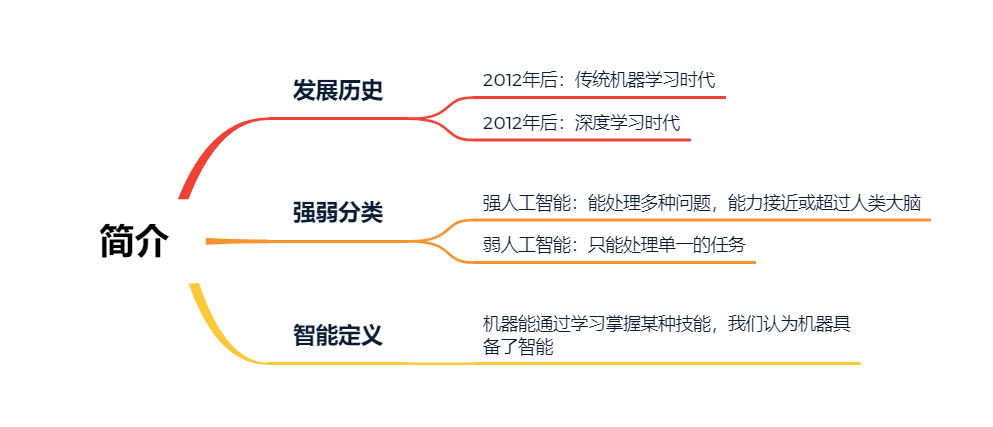 简介
发展历史
2012年后：传统机器学习时代
2012年后：深度学习时代
强弱分类
强人工智能：能处理多种问题，能力接近或超过人类大脑
弱人工智能：只能处理单一的任务
智能定义
机器能通过学习掌握某种技能，我们认为机器具
备了智能